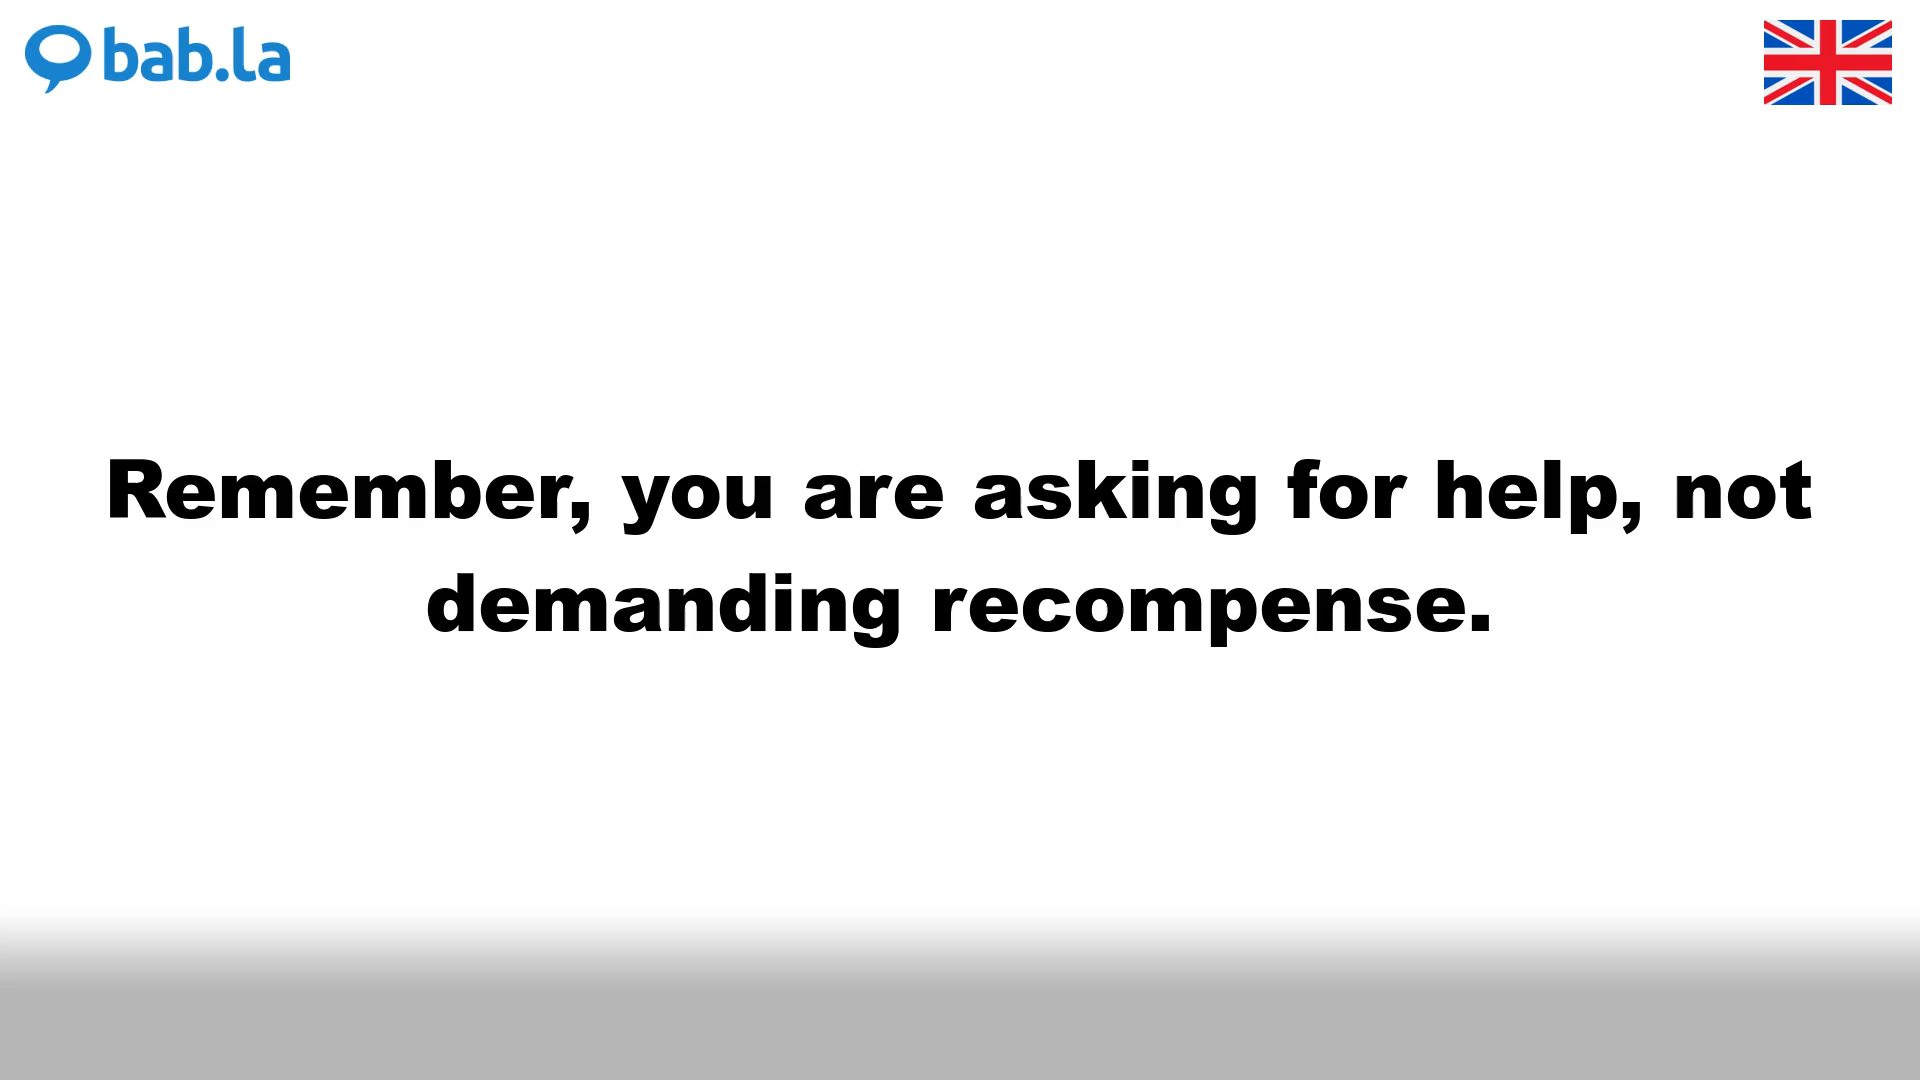 bab.la
Remember, you are asking for help, not
demanding recompense.